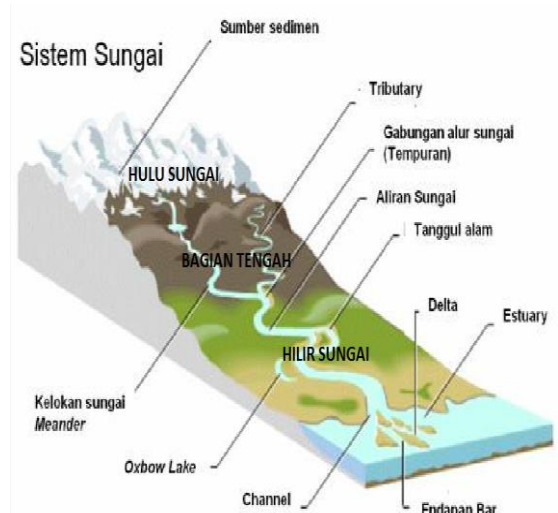 Sumber sedimen
Sistem Sungai
Tributary
Gabungan alur sungai
(Tempuran)
HULU SUNGAI
Aliran Sungai
Tanggul alam
BAGIAN TENGAH
Delta
Estuary
HILIR SUNGAI
Kelokan sungai
Meander
Oxbow Lake
Channel
Endapan Bar